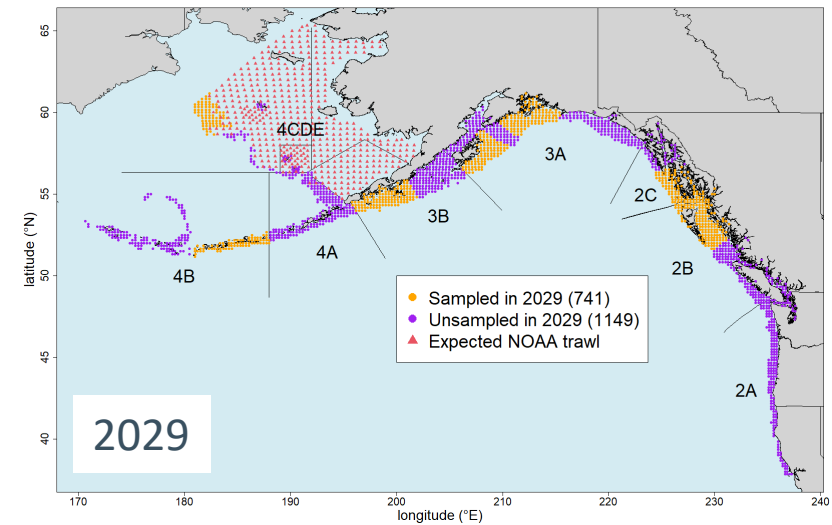 65
60
55
50
45
40
latitude (°N)
4CDE
3A
2C
3B
4A
4B
2B
2A
Sampled in 2029 (741)
Unsampled in 2029 (1149)
Expected NOAA trawl
2029
170 180 190 200 210 220 230 240
longitude (°E)